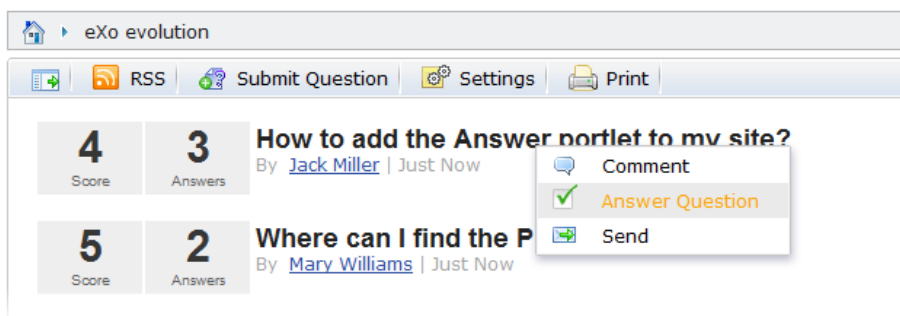 eXo evolution
RSS Submit Question Settings Print
4 3 How to add the Answer portlet to my site?
Score Answers By Jack Miller | Just Now
Comment
Answer Question
Send
5 2 Where can I find the P
Score Answers By Mary Williams | Just Now